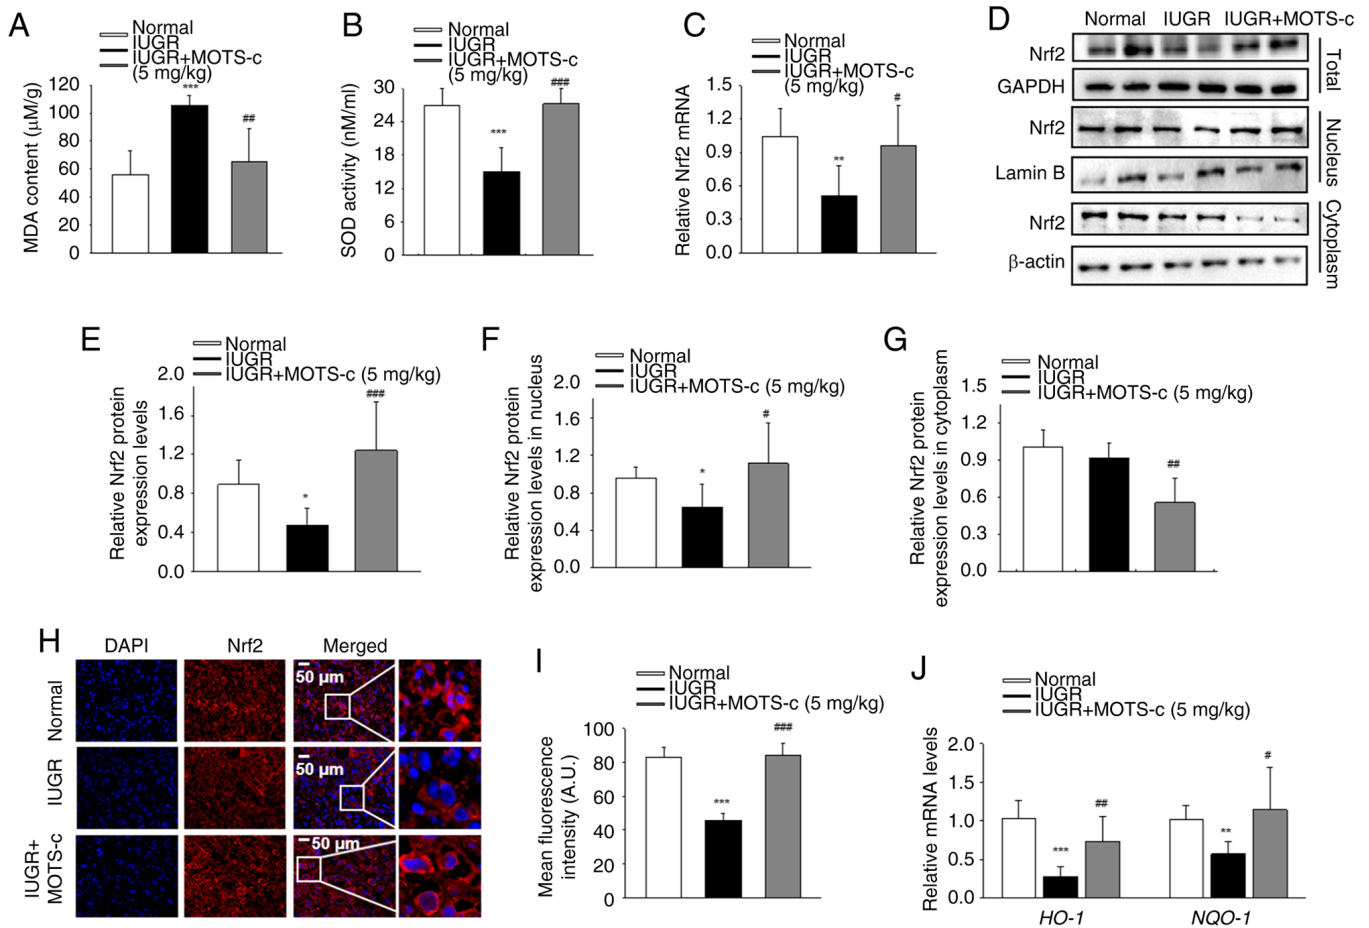 A
Normal
IUGR
IUGR+MOTS-c
(5 mg/kg)
MDA content (µM/g)
120
100
80
60
40
20
0
***
##
B
Normal
IUGR
IUGR+MOTS-c
(5 mg/kg)
SOD activity (nM/ml)
30
24
18
12
6
0
***
###
C
Normal
IUGR
IUGR+MOTS-c
(5 mg/kg)
Relative Nrf2 mRNA
1.5
1.2
0.9
0.6
0.3
0.0
**
#
D
Normal IUGR IUGR+MOTS-c
Nrf2
GAPDH
Total
Nrf2
Lamin B
Nucleus
Nrf2
β-actin
Cytoplasm
E
Normal
IUGR
IUGR+MOTS-c (5 mg/kg)
Relative Nrf2 protein
expression levels
2.0
1.6
1.2
0.8
0.4
0.0
*
###
F
Normal
IUGR
IUGR+MOTS-c (5 mg/kg)
Relative Nrf2 protein
expression levels in nucleus
2.0
1.6
1.2
0.8
0.4
0.0
*
#
G
Normal
IUGR
IUGR+MOTS-c (5 mg/kg)
Relative Nrf2 protein
expression levels in cytoplasm
1.5
1.2
0.9
0.6
0.3
0.0
##
H
DAPI Nrf2 Merged
Normal
50 µm
IUGR
50 µm
IUGR+
MOTS-c
50 µm
I
Normal
IUGR
IUGR+MOTS-c (5 mg/kg)
Mean fluorescence
intensity (A.U.)
100
80
60
40
20
0
***
###
J
Normal
IUGR
IUGR+MOTS-c (5 mg/kg)
Relative mRNA levels
2.0
1.5
1.0
0.5
0.0
***
##
**
#
HO-1 NQO-1